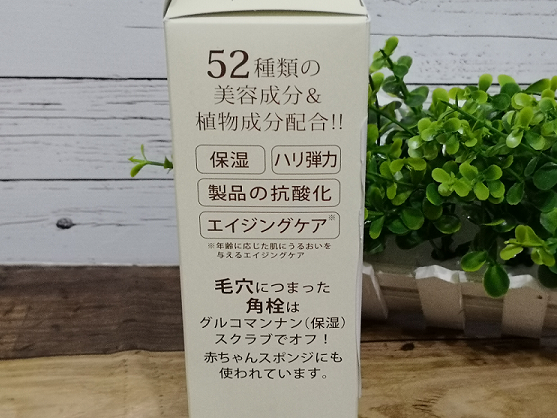 52種類の
美容成分&
植物成分配合!!
保湿 ハリ弾力
製品の抗酸化
エイジングケア※
※年齢に応じた肌にうるおいを
与えるエイジングケア
毛穴につまった
角栓は
グルコマンナン(保湿)
スクラブでオフ!
赤ちゃんスポンジにも
使われています。